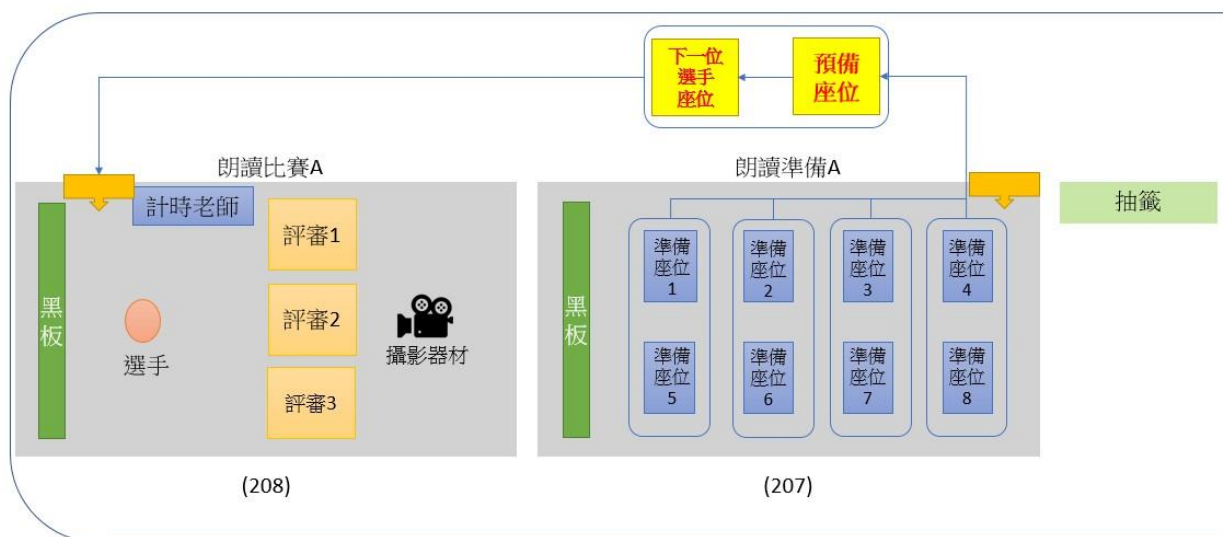 下一位
選手
座位
預備
座位
朗讀比賽A
朗讀準備A
計時老師
抽籤
評審1
準備
座位
1
準備
座位
2
準備
座位
3
準備
座位
4
黑板
評審2
黑板
選手
攝影器材
評審3
準備
座位
5
準備
座位
6
準備
座位
7
準備
座位
8
(208)
(207)